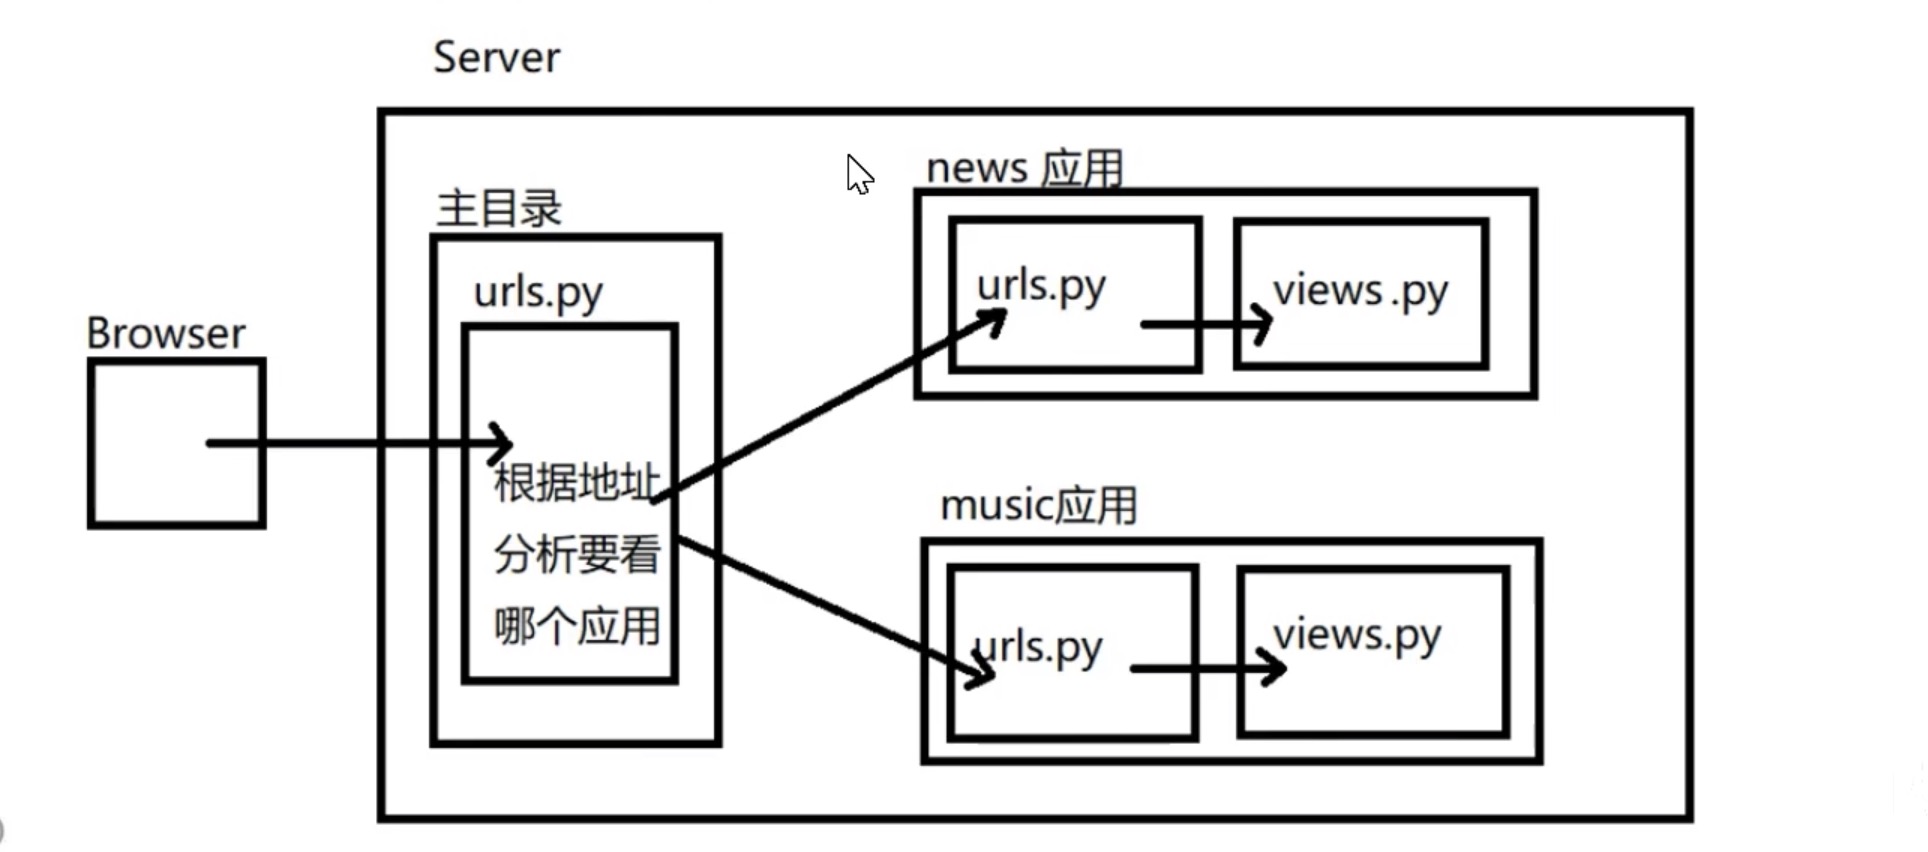 Server
Browser
主目录
urls.py
根据地址
分析要看
哪个应用
news 应用
urls.py
views.py
music应用
urls.py
views.py